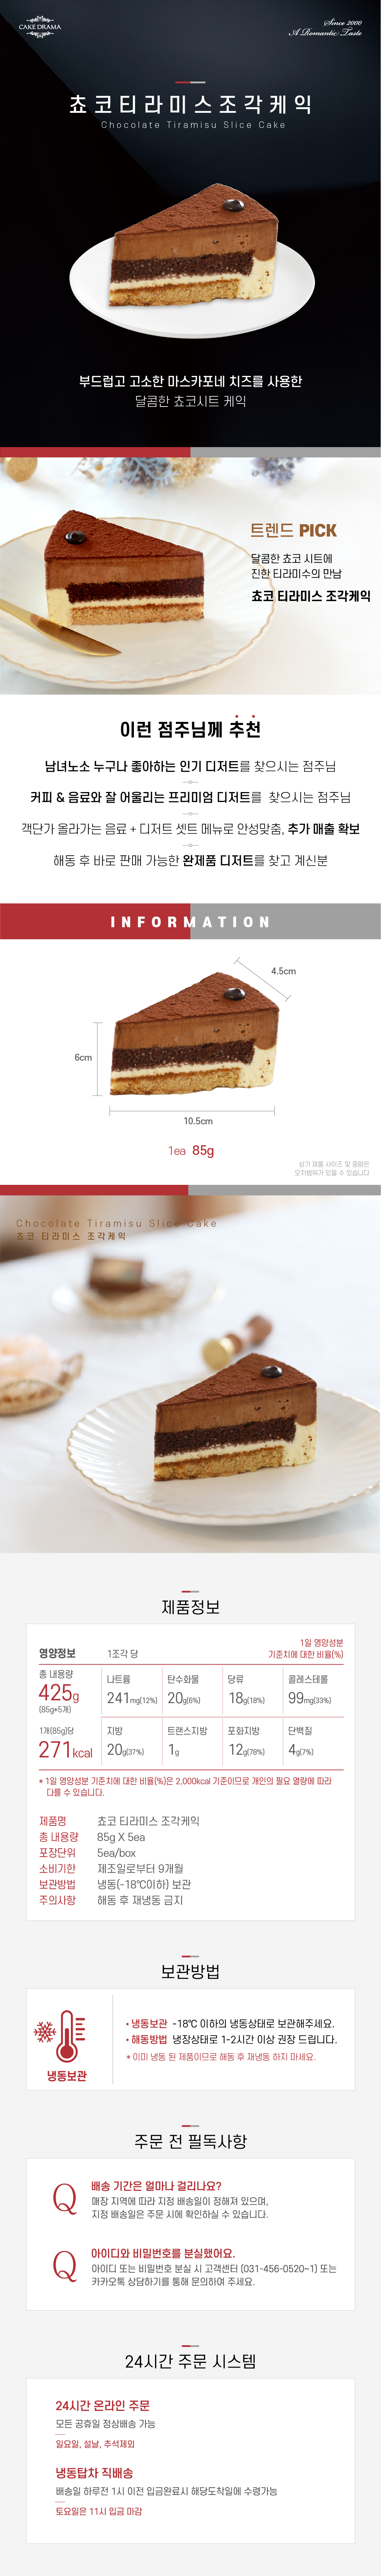 CAKE DRAMA
Since 2000
A Romantic Taste
쵸코티라미스조각케익
Chocolate Tiramisu Slice Cake
부드럽고 고소한 마스카포네 치즈를 사용한
달콤한 쵸코시트 케익
트렌드 PICK
달콤한 쵸코 시트에
진한 티라미수의 만남
쵸코 티라미스 조각케익
이런 점주님께 추천
남녀노소 누구나 좋아하는 인기 디저트를 찾으시는 점주님
커피 & 음료와 잘 어울리는 프리미엄 디저트를 찾으시는 점주님
객단가 올라가는 음료 + 디저트 셋트 메뉴로 안성맞춤, 추가 매출 확보
해동 후 바로 판매 가능한 완제품 디저트를 찾고 계신분
INFORMATION
4.5cm
6cm
10.5cm
1ea 85g
상기 제품 사이즈 및 중량은
오차범위가 있을 수 있습니다
Chocolate Tiramisu Slice Cake
쵸코 티라미스 조각케익
제품정보
영양정보
1조각 당
1일 영양성분
기준치에 대한 비율(%)
총 내용량
425g
(85g*5개)
나트륨
241mg(12%)
탄수화물
20g(6%)
당류
18g(18%)
콜레스테롤
99mg(33%)
1개(85g)당
271kcal
지방
20g(37%)
트랜스지방
1g
포화지방
12g(78%)
단백질
4g(7%)
* 1일 영양성분 기준치에 대한 비율(%)은 2,000kcal 기준이므로 개인의 필요 열량에 따라
다를 수 있습니다.
제품명 쵸코 티라미스 조각케익
총 내용량 85g X 5ea
포장단위 5ea/box
소비기한 제조일로부터 9개월
보관방법 냉동(-18℃이하) 보관
주의사항 해동 후 재냉동 금지
보관방법
냉동보관
• 냉동보관 -18℃ 이하의 냉동상태로 보관해주세요.
• 해동방법 냉장상태로 1-2시간 이상 권장 드립니다.
* 이미 냉동 된 제품이므로 해동 후 재냉동 하지 마세요.
주문 전 필독사항
Q
배송 기간은 얼마나 걸리나요?
매장 지역에 따라 지정 배송일이 정해져 있으며,
지정 배송일은 주문 시에 확인하실 수 있습니다.
Q
아이디와 비밀번호를 분실했어요.
아이디 또는 비밀번호 분실 시 고객센터 (031-456-0520~1) 또는
카카오톡 상담하기를 통해 문의하여 주세요.
24시간 주문 시스템
24시간 온라인 주문
모든 공휴일 정상배송 가능
일요일, 설날, 추석제외
냉동탑차 직배송
배송일 하루전 1시 이전 입금완료시 해당도착일에 수령가능
토요일은 11시 입금 마감